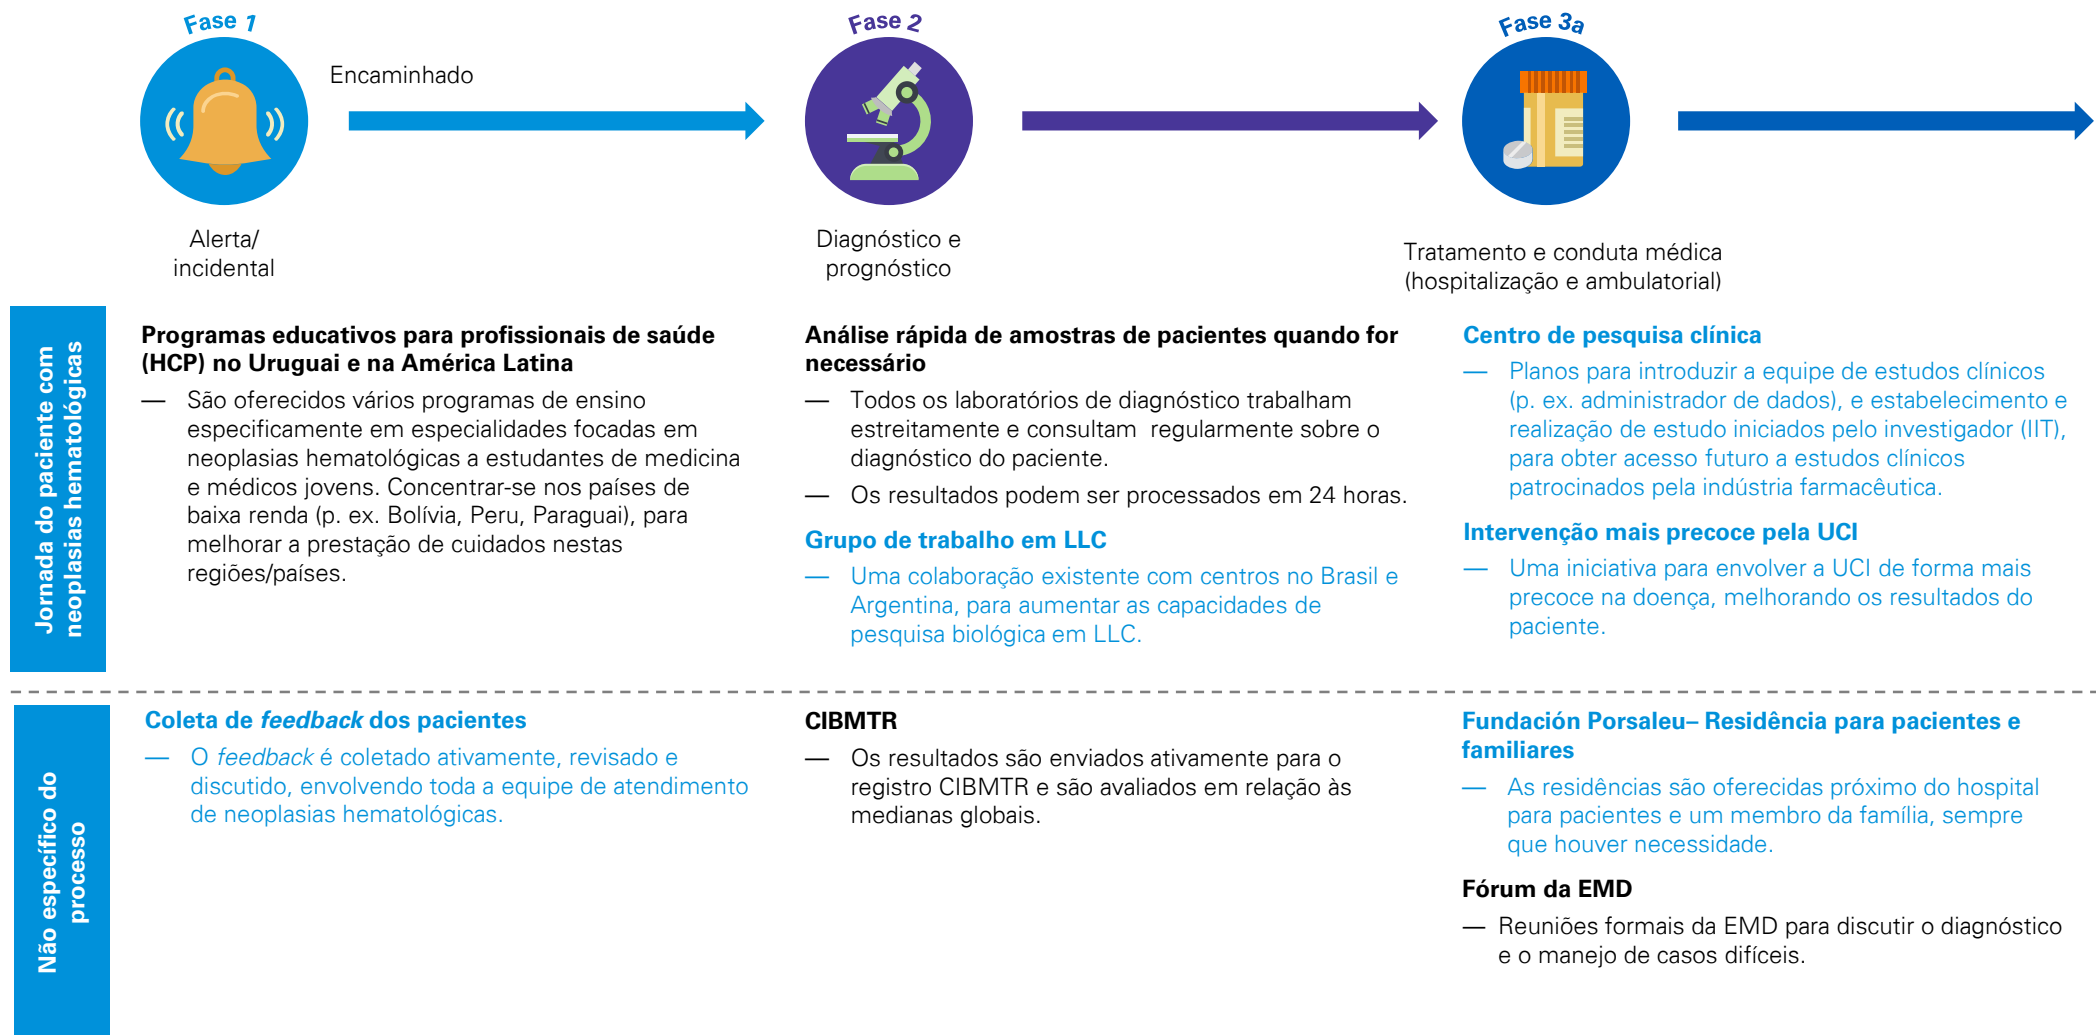 Fase 1
Encaminhado
Alerta/
incidental
Fase 2
Diagnóstico e
prognóstico
Fase 3a
Tratamento e conduta médica
(hospitalização e ambulatorial)
Jornada do paciente com
neoplasias hematológicas
Programas educativos para profissionais de saúde
(HCP) no Uruguai e na América Latina
— São oferecidos vários programas de ensino
especificamente em especialidades focadas em
neoplasias hematológicas a estudantes de medicina
e médicos jovens. Concentrar-se nos países de
baixa renda (p. ex. Bolívia, Peru, Paraguai), para
melhorar a prestação de cuidados nestas
regiões/países.
Análise rápida de amostras de pacientes quando for
necessário
— Todos os laboratórios de diagnóstico trabalham
estreitamente e consultam regularmente sobre o
diagnóstico do paciente.
— Os resultados podem ser processados em 24 horas.
Grupo de trabalho em LLC
— Uma colaboração existente com centros no Brasil e
Argentina, para aumentar as capacidades de
pesquisa biológica em LLC.
Centro de pesquisa clínica
— Planos para introduzir a equipe de estudos clínicos
(p. ex. administrador de dados), e estabelecimento e
realização de estudo iniciados pelo investigador (IIT),
para obter acesso futuro a estudos clínicos
patrocinados pela indústria farmacêutica.
Intervenção mais precoce pela UCI
— Uma iniciativa para envolver a UCI de forma mais
precoce na doença, melhorando os resultados do
paciente.
Não específico do
processo
Coleta de feedback dos pacientes
— O feedback é coletado ativamente, revisado e
discutido, envolvendo toda a equipe de atendimento
de neoplasias hematológicas.
CIBMTR
— Os resultados são enviados ativamente para o
registro CIBMTR e são avaliados em relação às
medianas globais.
Fundación Porsaleu– Residência para pacientes e
familiares
— As residências são oferecidas próximo do hospital
para pacientes e um membro da família, sempre
que houver necessidade.
Fórum da EMD
— Reuniões formais da EMD para discutir o diagnóstico
e o manejo de casos difíceis.